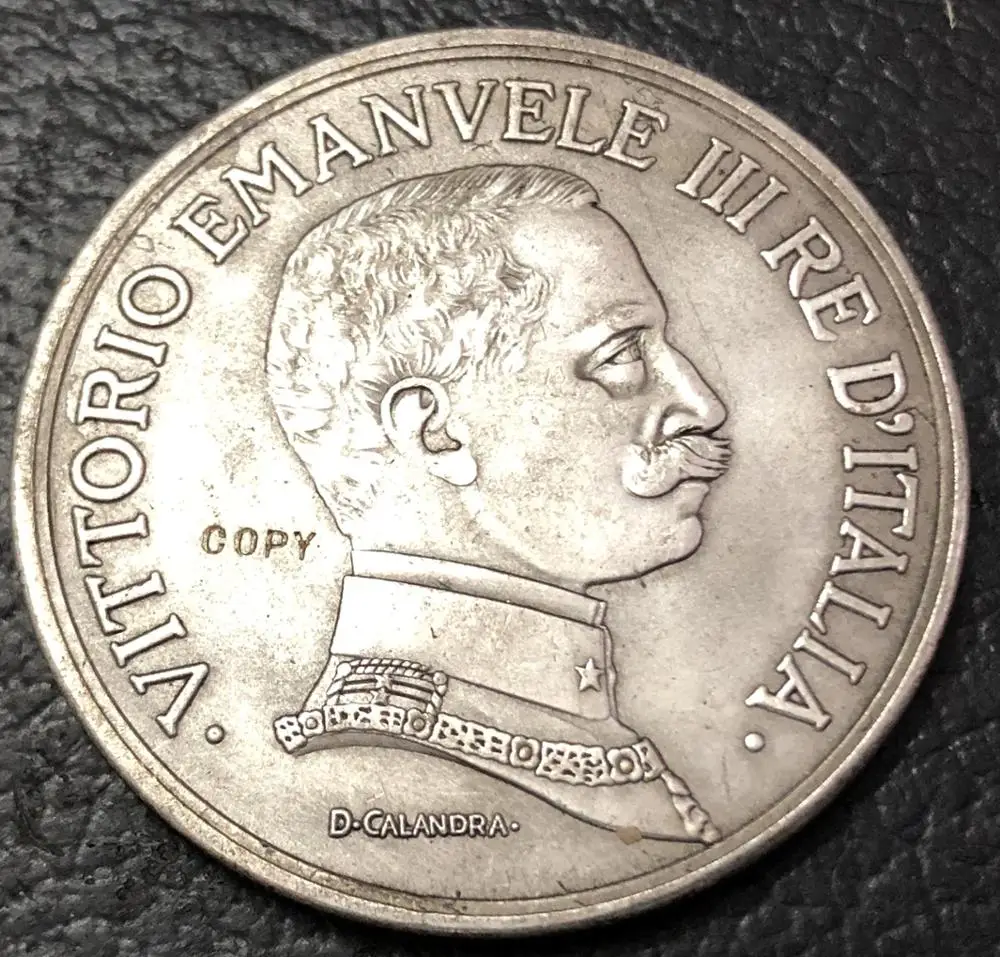 · VITTORIO EMANVELE III RE D'ITALIA ·
COPY
D·CALANDRA·